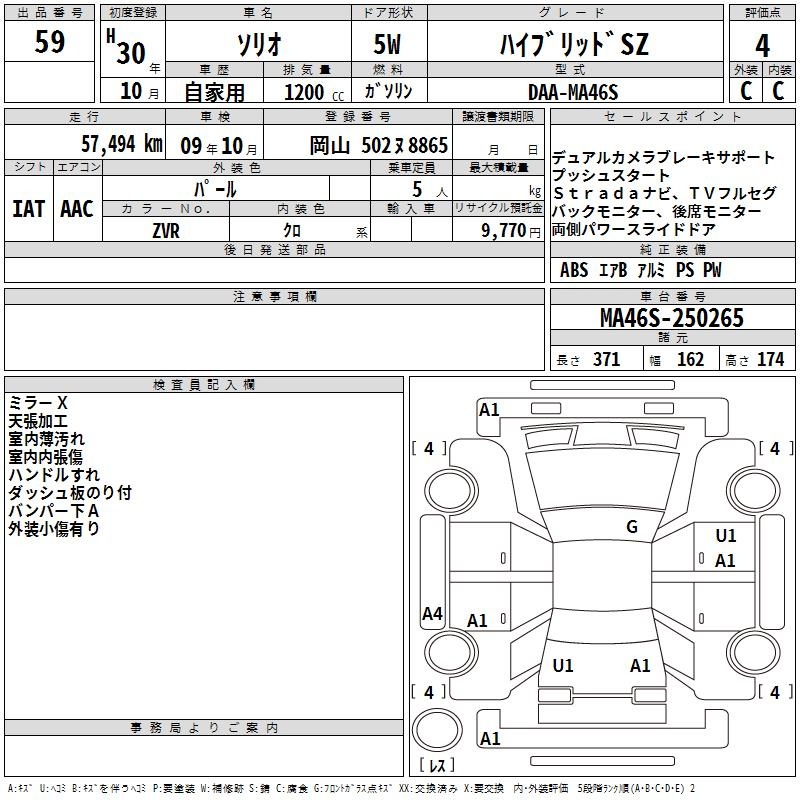 出品番号 初度登録 車名 ドア形状 グレード 評価点
59 H30年 ソリオ 5W ハイブリッドSZ 4
車歴 排気量 燃料 型式 外装 内装
10月 自家用 1200 CC ガソリン DAA-MA46S C C
走行 車検 登録番号 譲渡書類期限 セールスポイント
57,494 km 09年10月 岡山 502ヌ8865 月 日
シフト エアコン 外装色 乗車定員 最大積載量
IAT AAC パール 5 人 kg
カラーNo. 内装色 輸入車 リサイクル預託金
ZVR クロ 系 9,770円
デュアルカメラブレーキサポート
プッシュスタート
Ｓｔｒａｄａナビ、ＴＶフルセグ
バックモニター、後席モニター
両側パワースライドドア
後日発送部品 純正装備
ABS エアB アルミ PS PW
注意事項欄 車台番号
MA46S-250265
諸元
長さ 371 幅 162 高さ 174
検査員記入欄
ミラーＸ
天張加工
室内薄汚れ
室内内張傷
ハンドルすれ
ダッシュ板のり付
バンパー下Ａ
外装小傷有り
事務局よりご案内
A1
[ 4 ] [ 4 ]
G
U1
A1
A4 A1
U1 A1
[ 4 ] [ 4 ]
A1
[ レス ]
A:キズ U:ヘコミ B:キズを伴うヘコミ P:要塗装 W:補修跡 S:錆 C:腐食 G:フロントガラス点キズ XX:交換済み X:要交換 内・外装評価 5段階ランク順(A・B・C・D・E) 2